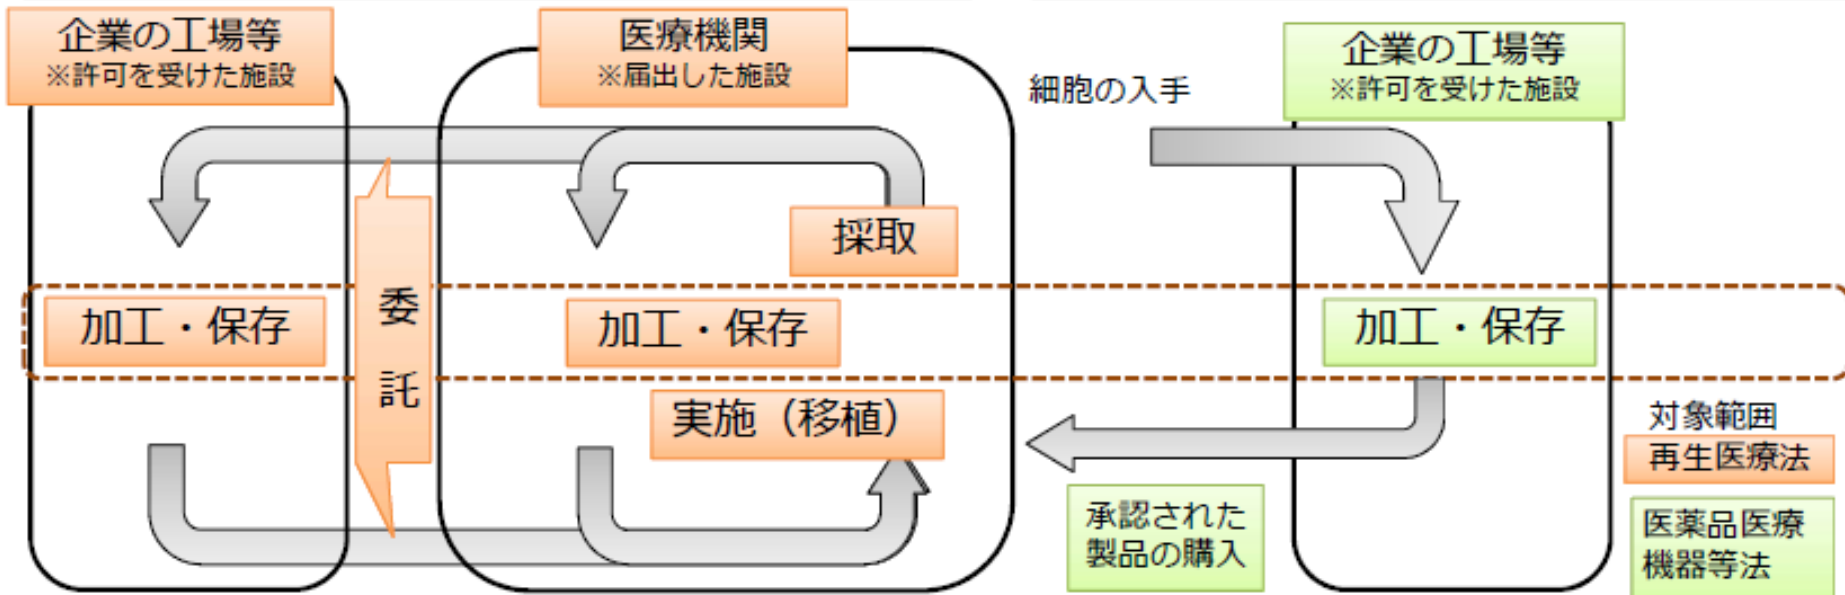 企業の工場等
※許可を受けた施設
医療機関
※届出した施設
細胞の入手
企業の工場等
※許可を受けた施設
採取
委託
加工・保存
加工・保存
加工・保存
実施（移植）
承認された
製品の購入
対象範囲
再生医療法
医薬品医療
機器等法